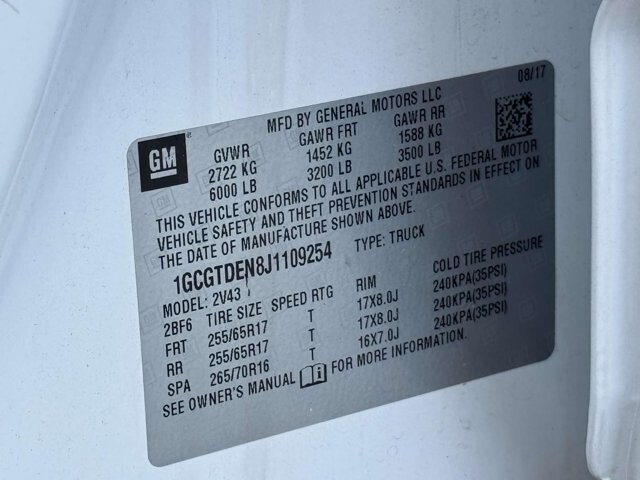 08/17
MFD BY GENERAL MOTORS LLC
GM
GVWR GAWR FRT GAWR RR
2722 KG 1452 KG 1588 KG
6000 LB 3200 LB 3500 LB
THIS VEHICLE CONFORMS TO ALL APPLICABLE U.S. FEDERAL MOTOR
VEHICLE SAFETY AND THEFT PREVENTION STANDARDS IN EFFECT ON
THE DATE OF MANUFACTURE SHOWN ABOVE.
1GCGTDEN8J1109254 TYPE: TRUCK
MODEL: 2V43
2BF6 TIRE SIZE SPEED RTG RIM COLD TIRE PRESSURE
FRT 255/65R17 T 17X8.0J 240KPA(35PSI)
RR 255/65R17 T 17X8.0J 240KPA(35PSI)
SPA 265/70R16 T 16X7.0J 240KPA(35PSI)
SEE OWNER'S MANUAL FOR MORE INFORMATION.